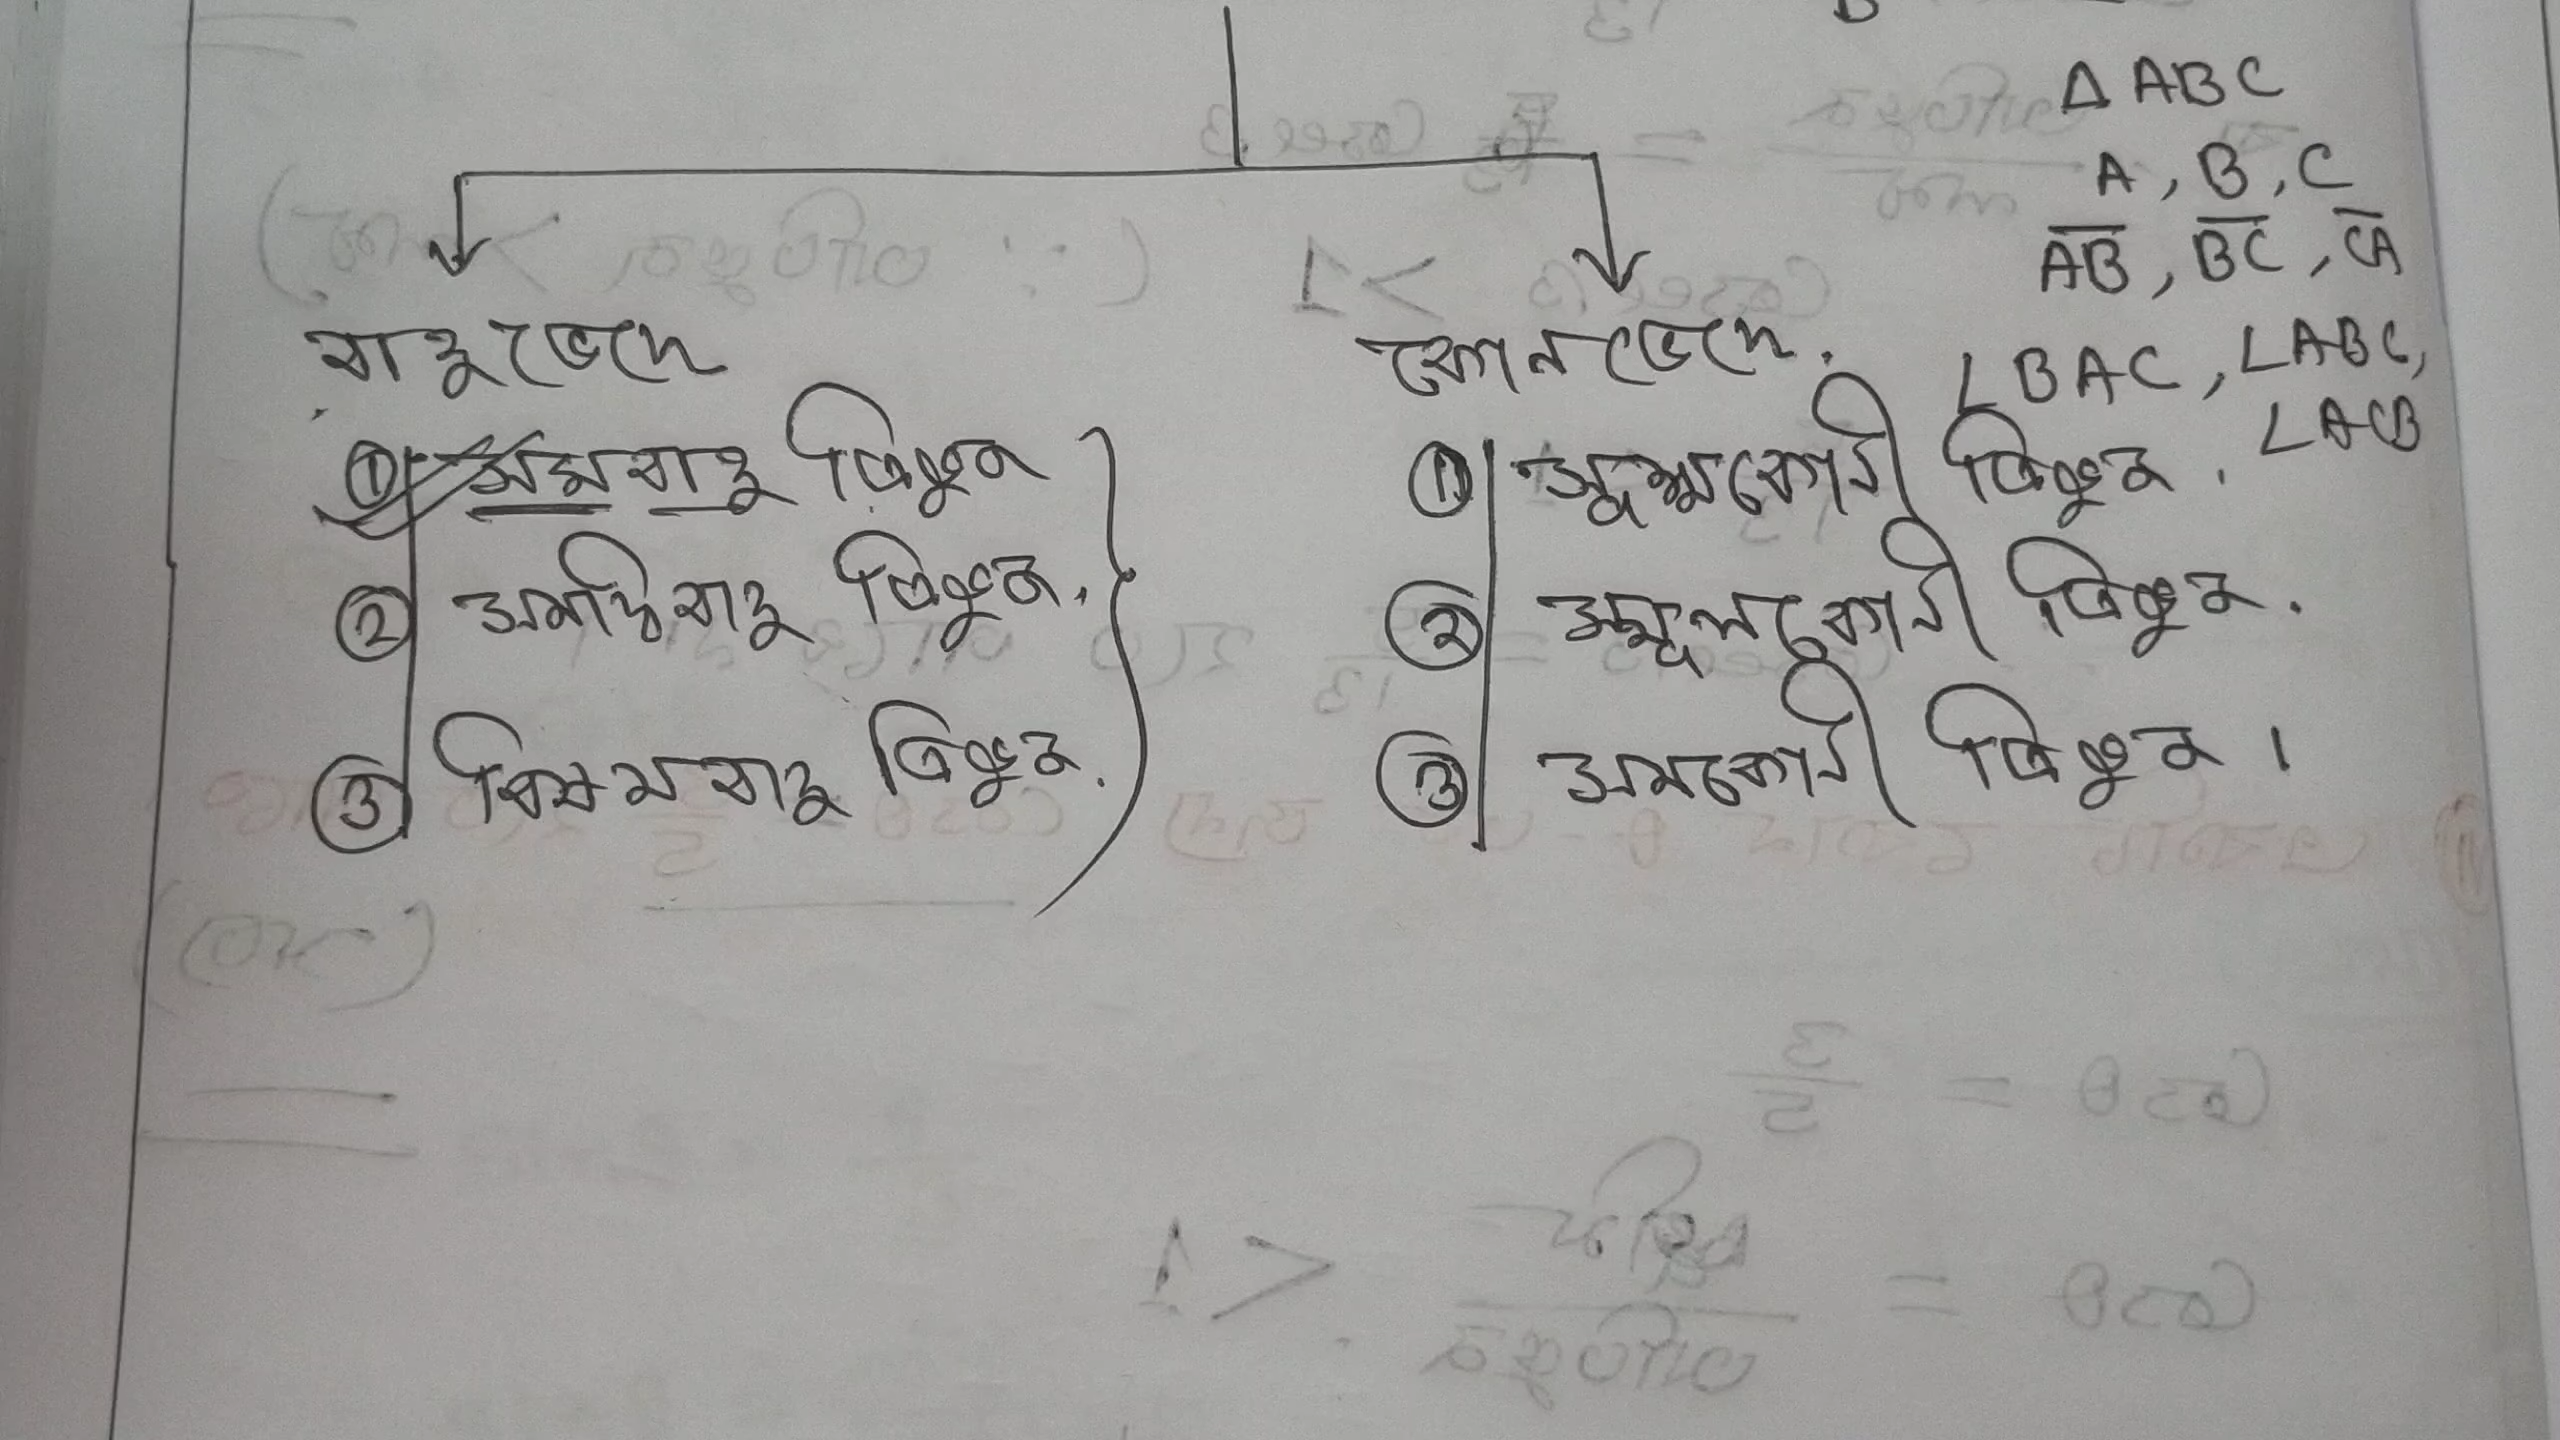 B
Δ ABC
A, B, C
AB, BC, CA
∠BAC, ∠ABC,
∠ACB
বাহুভেদে
① সমবাহু ত্রিভুজ
② সমদ্বিবাহু ত্রিভুজ.
③ বিষমবাহু ত্রিভুজ.
কোনভেদে.
① সূক্ষ্মকোনী ত্রিভুজ.
② স্থূলকোনী ত্রিভুজ.
③ সমকোনী ত্রিভুজ।